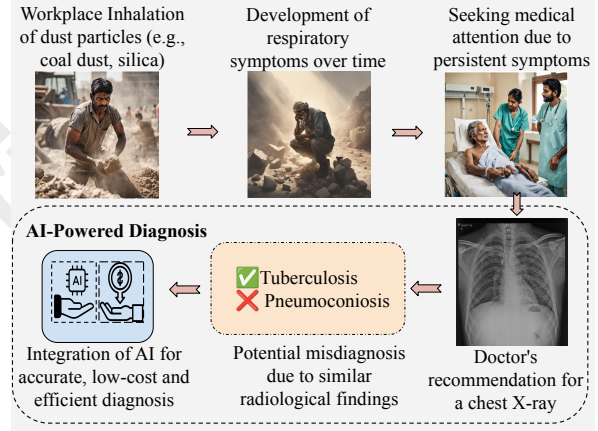 Workplace Inhalation
of dust particles (e.g.,
coal dust, silica)
Development of
respiratory
symptoms over time
Seeking medical
attention due to
persistent symptoms
AI-Powered Diagnosis
AI
$
Integration of AI for
accurate, low-cost and
efficient diagnosis
✅Tuberculosis
❌ Pneumoconiosis
Potential misdiagnosis
due to similar
radiological findings
Doctor's
recommendation for
a chest X-ray